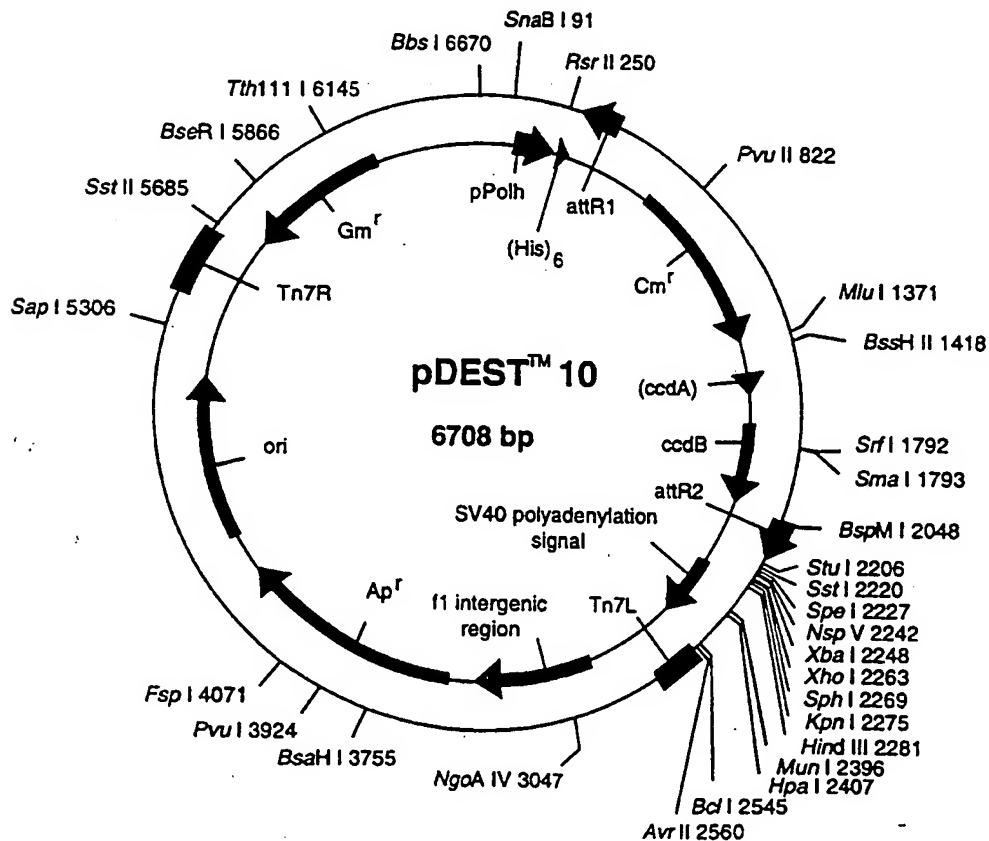 SnaB I 91
Bbs I 6670
Rsr II 250
Tth111 I 6145
BseR I 5866
Pvu II 822
Sst II 5685
pPolh
attR1
Gmʳ
(His)₆
Cmʳ
Tn7R
Sap I 5306
Mlu I 1371
BssH II 1418
pDEST™ 10
(ccdA)
6708 bp
ori
ccdB
Srf I 1792
Sma I 1793
attR2
SV40 polyadenylation
signal
BspM I 2048
Stu I 2206
Sst I 2220
Spe I 2227
Nsp V 2242
Xba I 2248
Xho I 2263
Sph I 2269
Kpn I 2275
Hind III 2281
Mun I 2396
Hpa I 2407
Apʳ
f1 intergenic
region
Tn7L
Fsp I 4071
Pvu I 3924
BsaH I 3755
NgoA IV 3047
Bcl I 2545
Avr II 2560